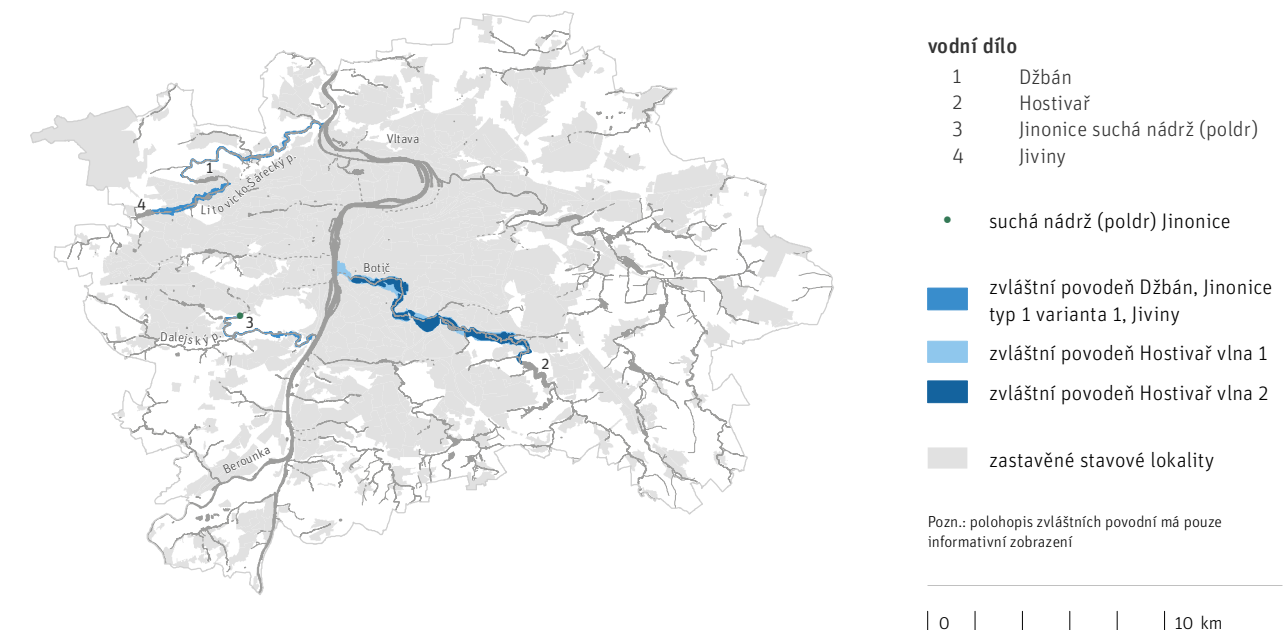 Vltava
1
Litovicko-Šárecký p.
4
Botič
3
Dalejský p.
2
Berounka
vodní dílo
1 Džbán
2 Hostivař
3 Jinonice suchá nádrž (poldr)
4 Jiviny
suchá nádrž (poldr) Jinonice
zvláštní povodeň Džbán, Jinonice
typ 1 varianta 1, Jiviny
zvláštní povodeň Hostivař vlna 1
zvláštní povodeň Hostivař vlna 2
zastavěné stavové lokality
Pozn.: polohopis zvláštních povodní má pouze
informativní zobrazení
0 10 km